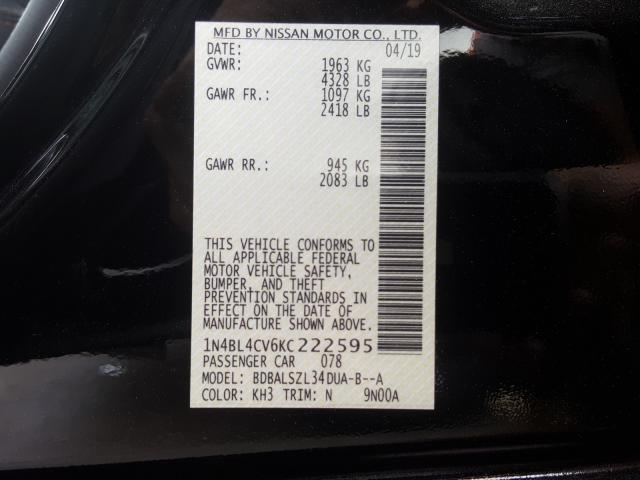 MFD BY NISSAN MOTOR CO., LTD.
DATE: 04/19
GVWR: 1963 KG
4328 LB
GAWR FR.: 1097 KG
2418 LB
GAWR RR.: 945 KG
2083 LB
THIS VEHICLE CONFORMS TO
ALL APPLICABLE FEDERAL
MOTOR VEHICLE SAFETY,
BUMPER, AND THEFT
PREVENTION STANDARDS IN
EFFECT ON THE DATE OF
MANUFACTURE SHOWN ABOVE.
1N4BL4CV6KC222595
PASSENGER CAR 078
MODEL: BDBALSZL34DUA-B--A
COLOR: KH3 TRIM: N 9N00A